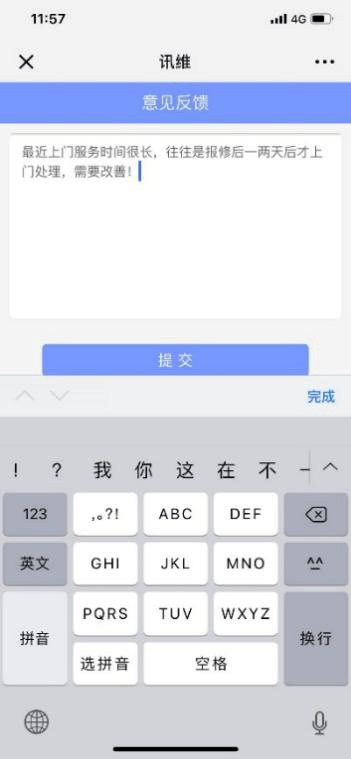 11:57
4G
讯维
意见反馈
最近上门服务时间很长，往往是报修后一两天后才上
门处理，需要改善！
提交
完成
！ ？ 我 你 这 在 不 一
123 ,。?! ABC DEF
英文 GHI JKL MNO ^^
拼音 PQRS TUV WXYZ 换行
选拼音 空格